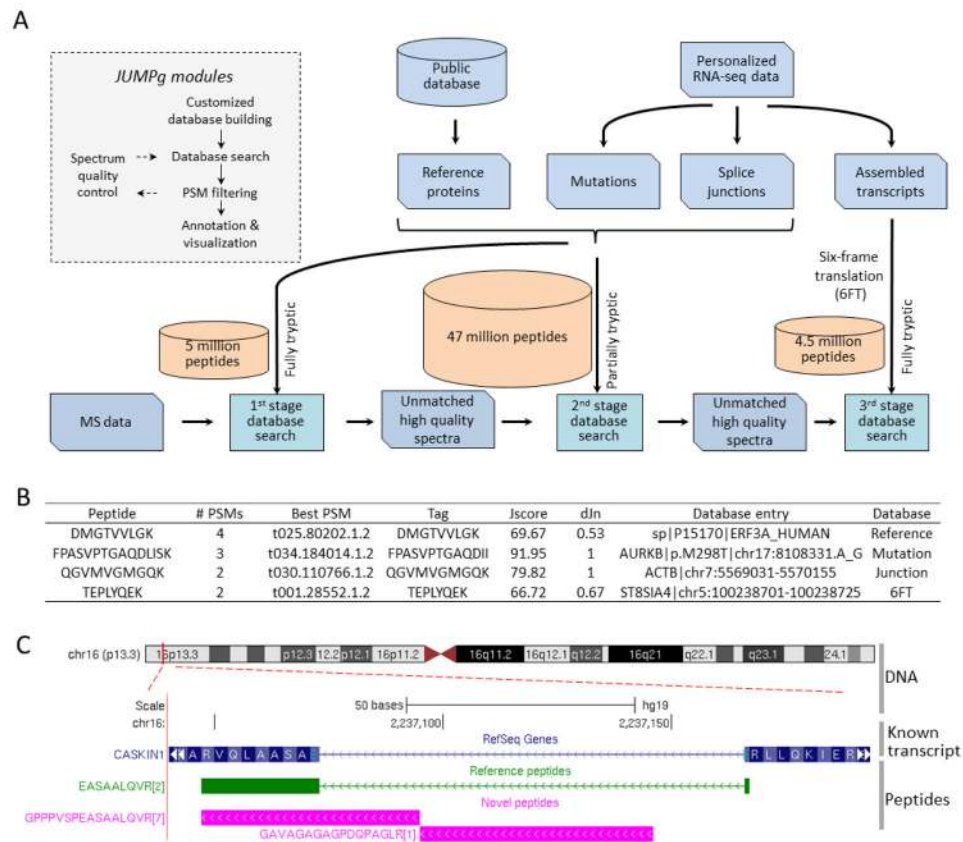 A
JUMPg modules
Customized
database building
Spectrum
quality
control
Database search
PSM filtering
Annotation &
visualization
Public
database
Personalized
RNA-seq data
Reference
proteins
Mutations
Splice
junctions
Assembled
transcripts
Six-frame
translation
(6FT)
5 million
peptides
Fully tryptic
47 million peptides
Partially tryptic
4.5 million
peptides
Fully tryptic
MS data
1st stage
database
search
Unmatched
high quality
spectra
2nd stage
database
search
Unmatched
high quality
spectra
3rd stage
database
search
B
Peptide # PSMs Best PSM Tag Jscore dJn Database entry Database
DMGTVVLGK 4 t025.80202.1.2 DMGTVVLGK 69.67 0.53 sp|P15170|ERF3A_HUMAN Reference
FPASVPTGAQDLISK 3 t034.184014.1.2 FPASVPTGAQDII 91.95 1 AURKB|p.M298T|chr17:8108331.A_G Mutation
QGVMVGMGQK 2 t030.110766.1.2 QGVMVGMGQK 79.82 1 ACTB|chr7:5569031-5570155 Junction
TEPLYQEK 2 t001.28552.1.2 TEPLYQEK 66.72 0.67 ST8SIA4|chr5:100238701-100238725 6FT
C
chr16 (p13.3) 16p13.3 p12.3 12.2 p12.1 16p11.2 16q11.2 16q12.1 q12.2 16q21 q22.1 q23.1 24.1
DNA
Scale 50 bases hg19
chr16: 2,237,100 2,237,150
RefSeq Genes
CASKIN1 A R V Q L A A S A E R L L Q K I E R
Known
transcript
Reference peptides
EASAALQVR[2]
Novel peptides
GPPPVSPEASAALQVR[7]
GAVAGAGAGPDQPAGLR[1]
Peptides